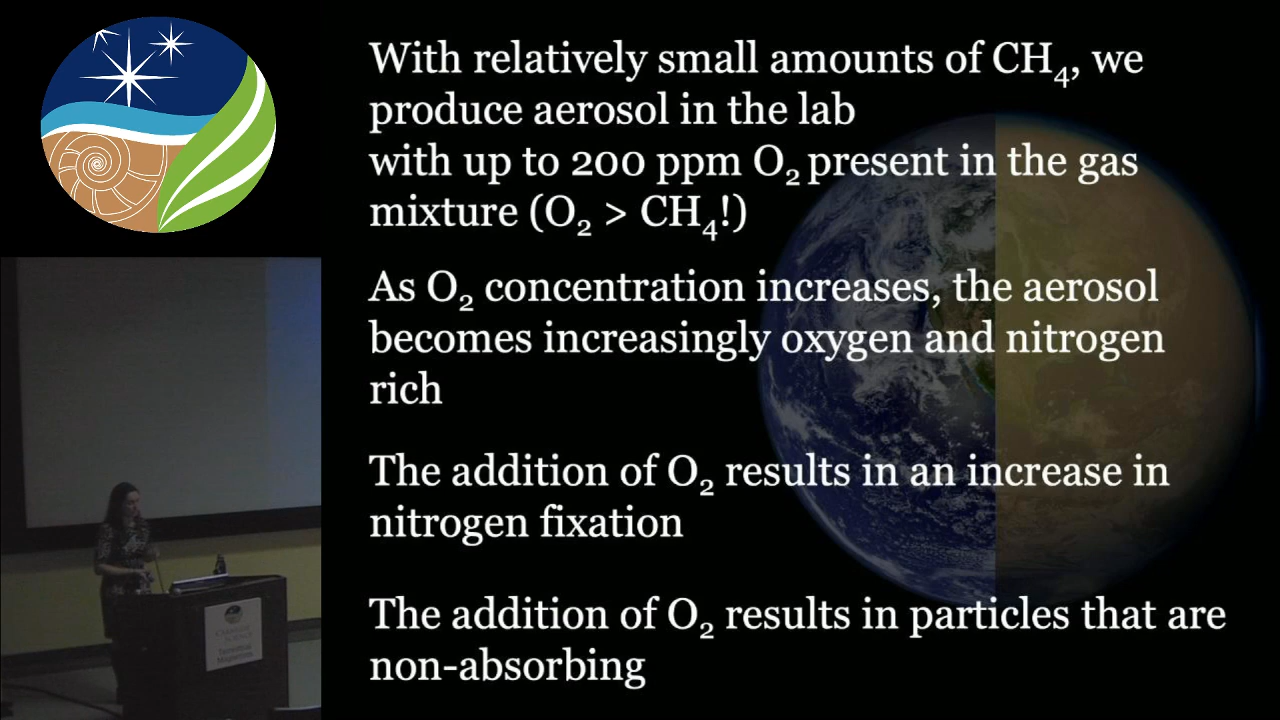 With relatively small amounts of CH₄, we
produce aerosol in the lab
with up to 200 ppm O₂ present in the gas
mixture (O₂ > CH₄!)
As O₂ concentration increases, the aerosol
becomes increasingly oxygen and nitrogen
rich
The addition of O₂ results in an increase in
nitrogen fixation
The addition of O₂ results in particles that are
non-absorbing